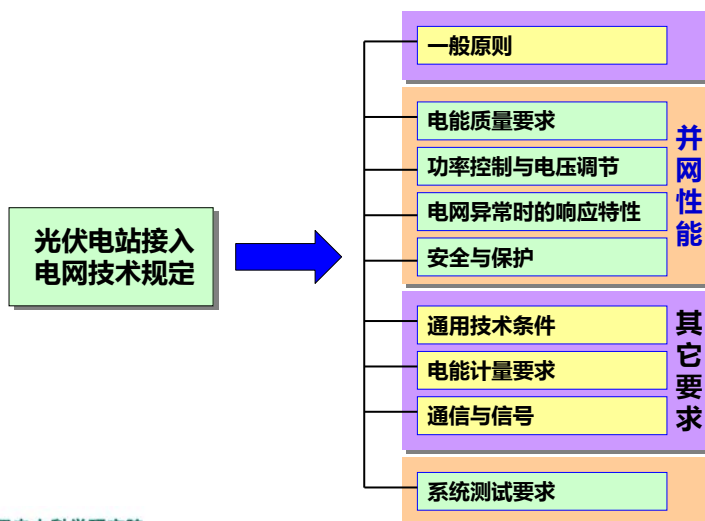 一般原则
电能质量要求
功率控制与电压调节
电网异常时的响应特性
安全与保护
并网性能
光伏电站接入
电网技术规定
通用技术条件
电能计量要求
通信与信号
其它要求
系统测试要求